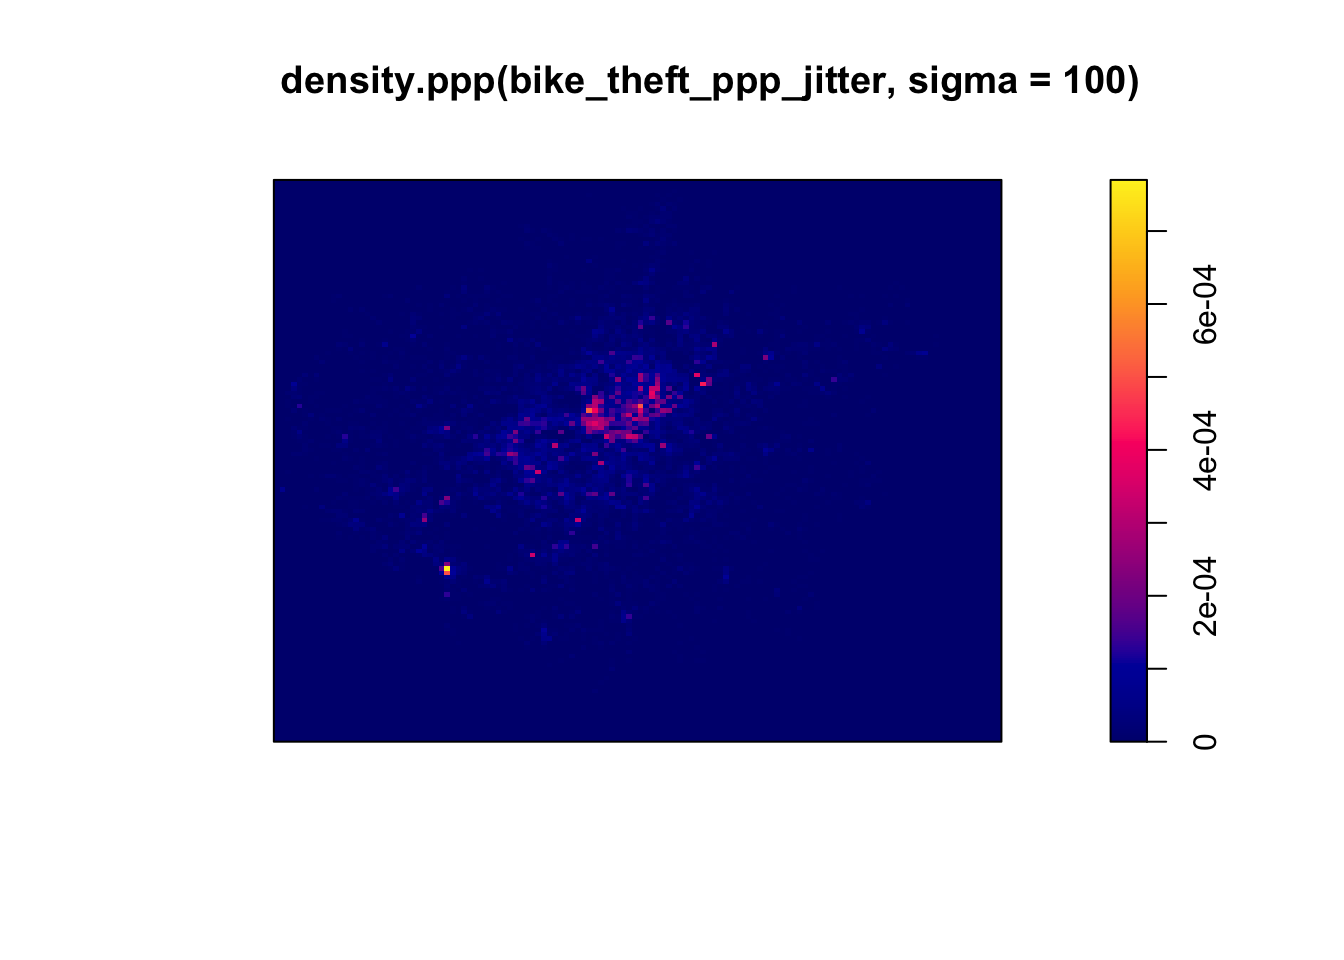 density.ppp(bike_theft_ppp_jitter, sigma = 100)
6e-04
4e-04
2e-04
0